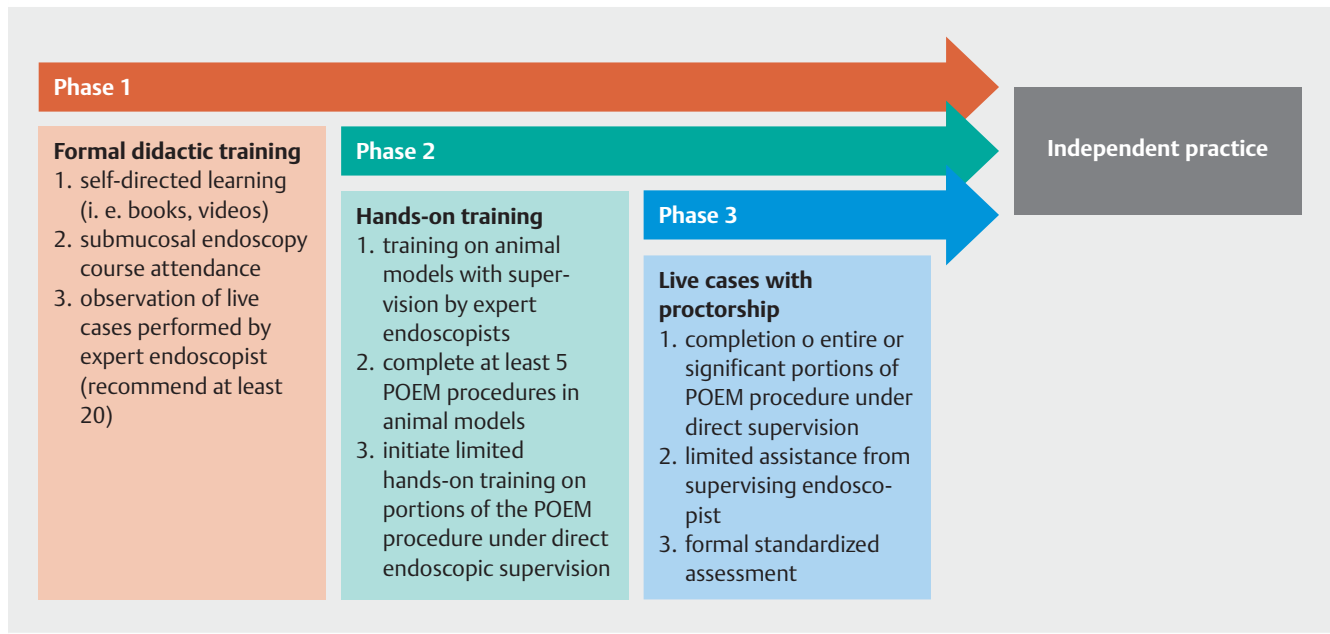 Phase 1
Formal didactic training
1. self-directed learning
(i. e. books, videos)
2. submucosal endoscopy
course attendance
3. observation of live
cases performed by
expert endoscopist
(recommend at least
20)
Phase 2
Hands-on training
1. training on animal
models with super-
vision by expert
endoscopists
2. complete at least 5
POEM procedures in
animal models
3. initiate limited
hands-on training on
portions of the POEM
procedure under direct
endoscopic supervision
Phase 3
Live cases with
proctorship
1. completion o entire or
significant portions of
POEM procedure under
direct supervision
2. limited assistance from
supervising endosco-
pist
3. formal standardized
assessment
Independent practice